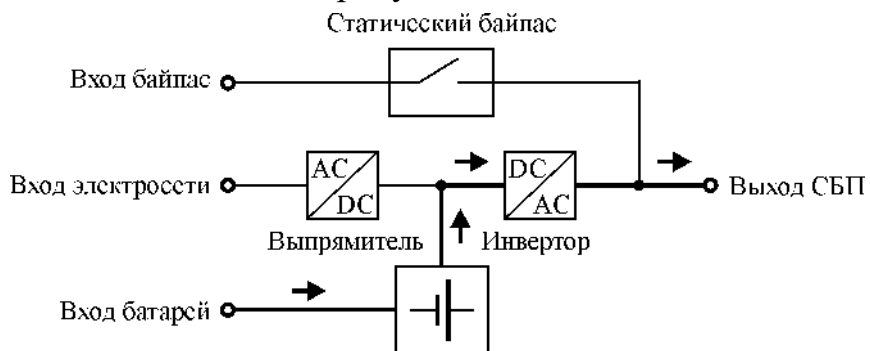 Статический байпас
Вход байпас
Вход электросети
AC
DC
DC
AC
Выход СБП
Выпрямитель
Инвертор
Вход батарей